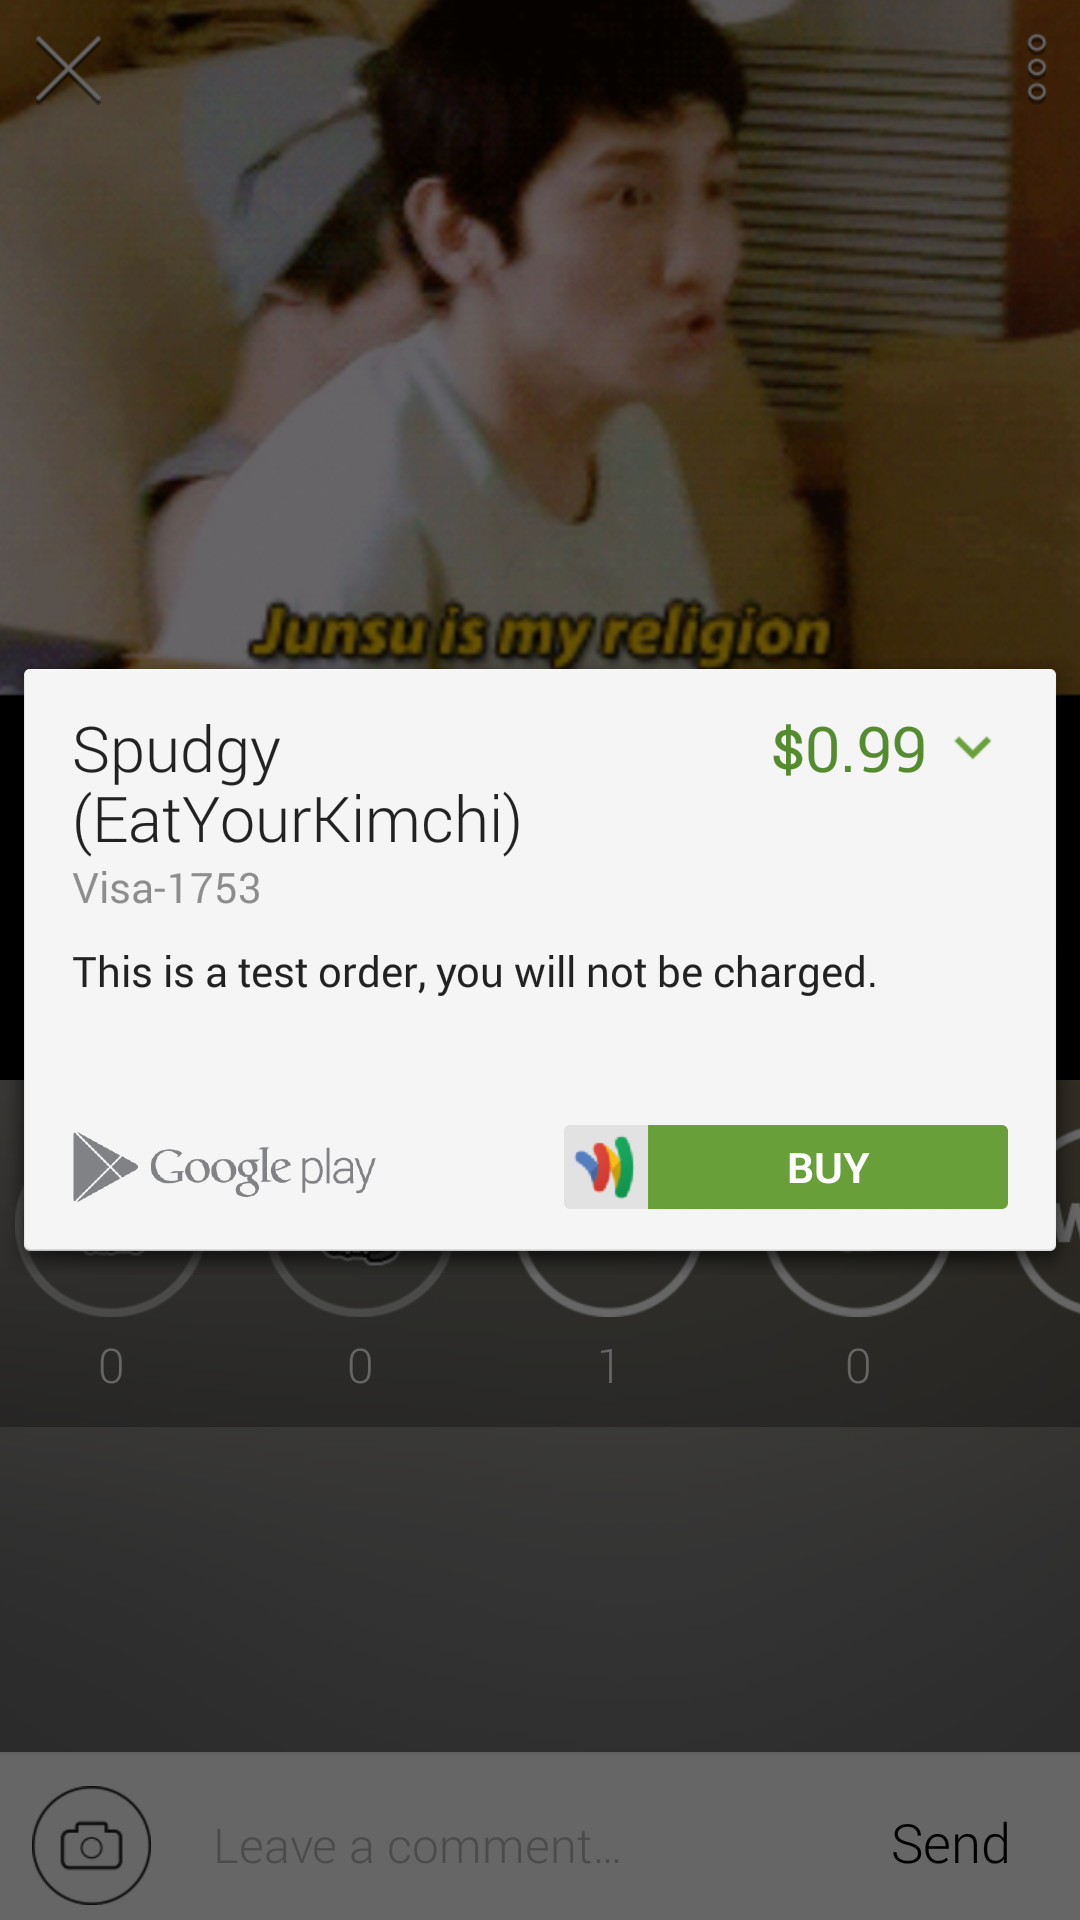 Junsu is my religion
Spudgy
(EatYourKimchi)
$0.99
Visa-1753
This is a test order, you will not be charged.
Google play
BUY
W
0
0
1
0
Leave a comment...
Send